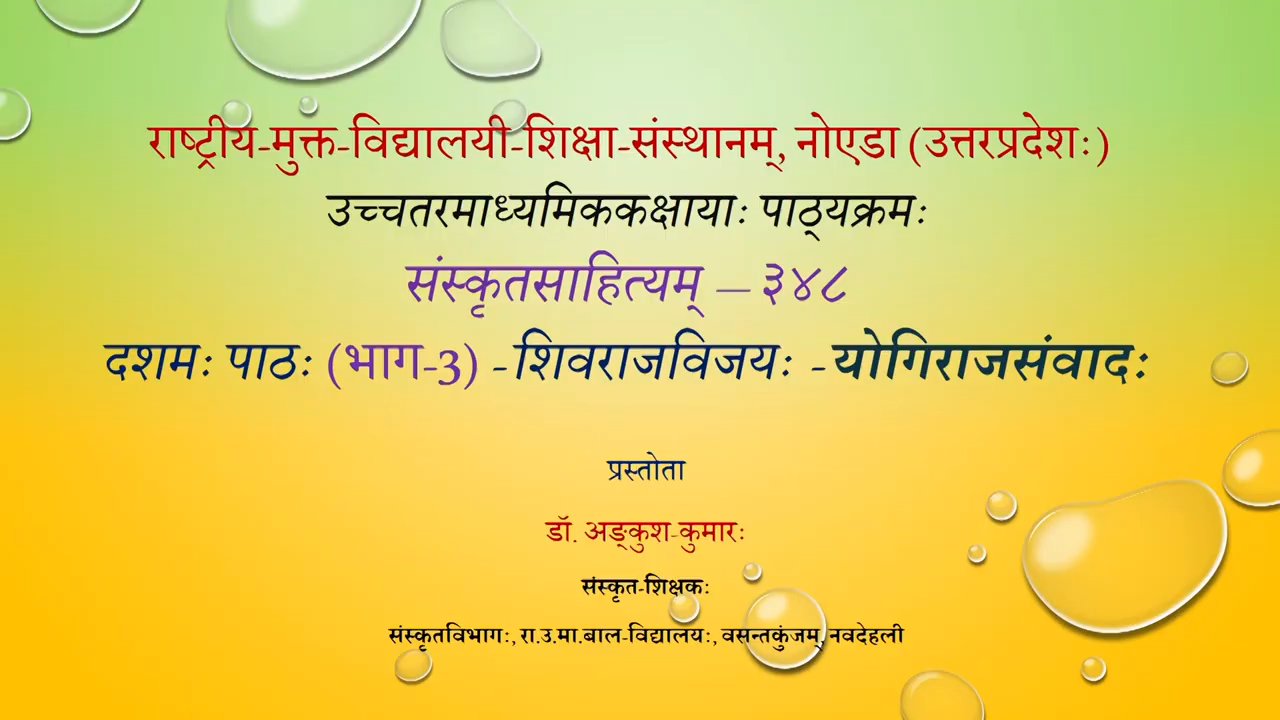 राष्ट्रीय-मुक्त-विद्यालयी-शिक्षा-संस्थानम्, नोएडा (उत्तरप्रदेशः)
उच्चतरमाध्यमिककक्षायाः पाठ्यक्रमः
संस्कृतसाहित्यम् – ३४८
दशमः पाठः (भाग-3) -शिवराजविजयः -योगिराजसंवादः
प्रस्तोता
डॉ. अङ्कुश-कुमारः
संस्कृत-शिक्षकः
संस्कृतविभागः, रा.उ.मा.बाल-विद्यालयः, वसन्तकुंजम्, नवदेहली